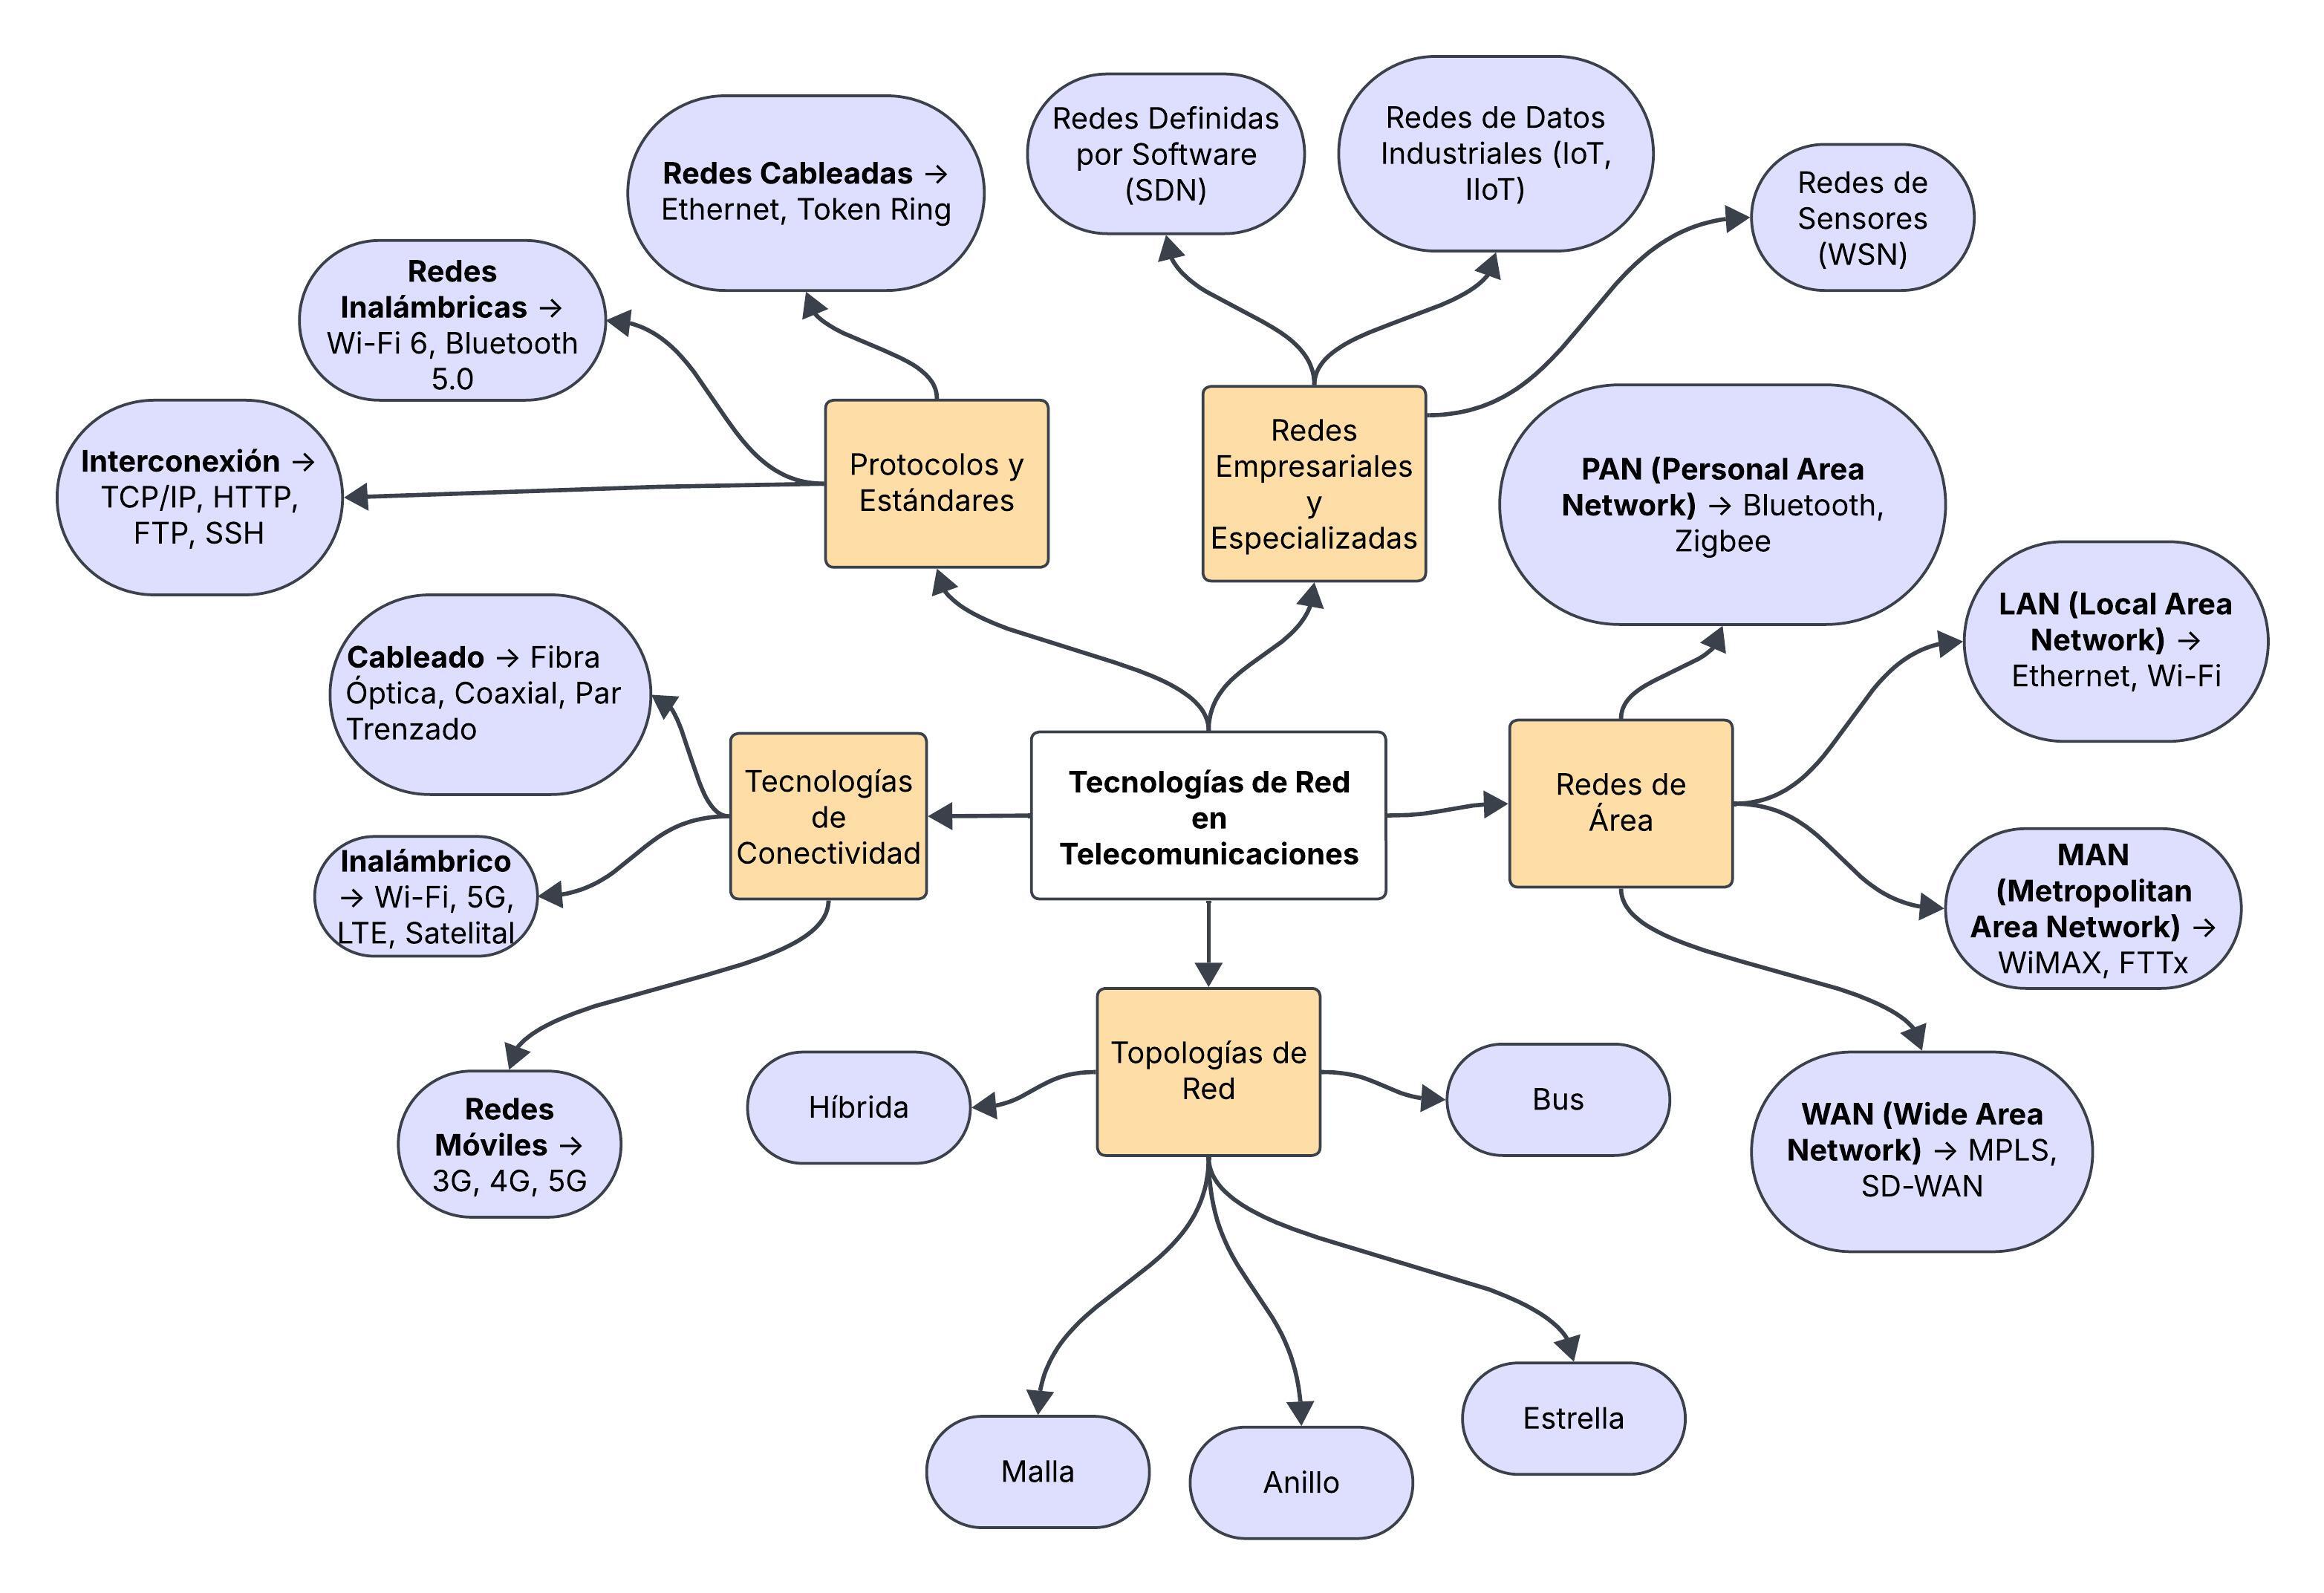 Redes Definidas
por Software
(SDN)
Redes de Datos
Industriales (IoT,
IIoT)
Redes Cableadas →
Ethernet, Token Ring
Redes de
Sensores
(WSN)
Redes
Inalámbricas →
Wi-Fi 6, Bluetooth
5.0
Interconexión →
TCP/IP, HTTP,
FTP, SSH
Protocolos y
Estándares
Redes
Empresariales
y
Especializadas
PAN (Personal Area
Network) → Bluetooth,
Zigbee
LAN (Local Area
Network) →
Ethernet, Wi-Fi
Cableado → Fibra
Óptica, Coaxial, Par
Trenzado
Tecnologías
de
Conectividad
Tecnologías de Red
en
Telecomunicaciones
Redes de
Área
Inalámbrico
→ Wi-Fi, 5G,
LTE, Satelital
MAN
(Metropolitan
Area Network) →
WiMAX, FTTx
Redes
Móviles →
3G, 4G, 5G
Híbrida
Topologías de
Red
Bus
WAN (Wide Area
Network) → MPLS,
SD-WAN
Malla
Anillo
Estrella